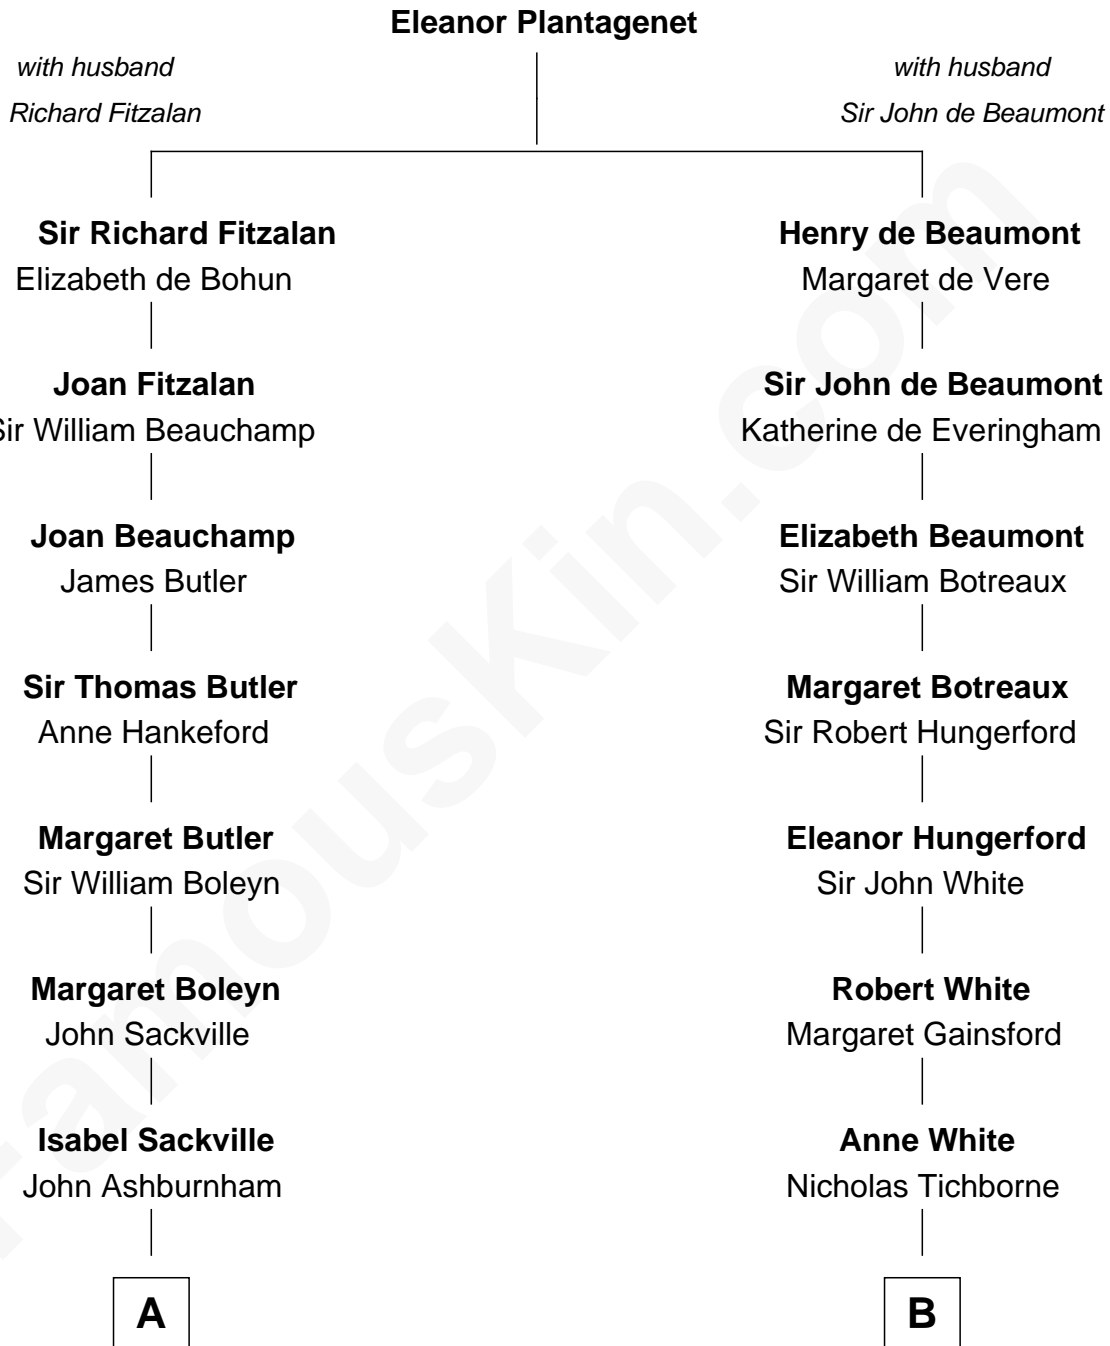 Eleanor Plantagenet
with husband
Richard Fitzalan
with husband
Sir John de Beaumont
Sir Richard Fitzalan
Elizabeth de Bohun
Joan Fitzalan
Sir William Beauchamp
Joan Beauchamp
James Butler
Sir Thomas Butler
Anne Hankeford
Margaret Butler
Sir William Boleyn
Margaret Boleyn
John Sackville
Isabel Sackville
John Ashburnham
A
Henry de Beaumont
Margaret de Vere
Sir John de Beaumont
Katherine de Everingham
Elizabeth Beaumont
Sir William Botreaux
Margaret Botreaux
Sir Robert Hungerford
Eleanor Hungerford
Sir John White
Robert White
Margaret Gainsford
Anne White
Nicholas Tichborne
B
FamousKin.com